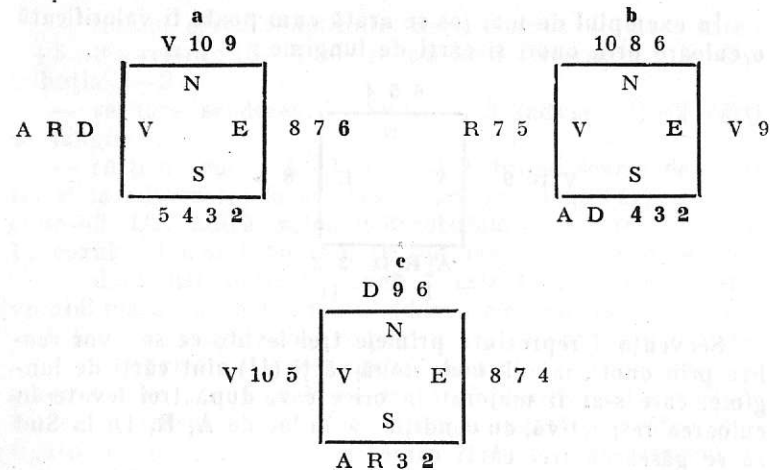 a b
V 10 9 10 8 6
N N
A R D V E 8 7 6 R 7 5 V E V 9
S S
5 4 3 2 A D 4 3 2
c
D 9 6
N
V 10 5 V E 8 7 4
S
A R 3 2